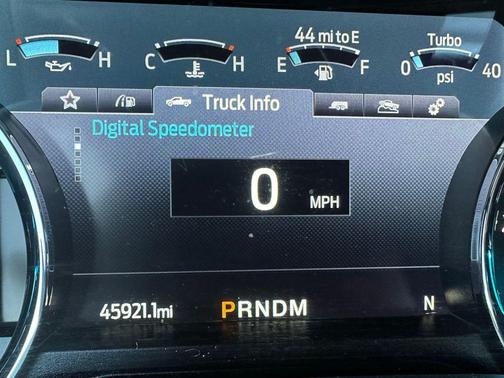 44 mi to E
Turbo
L H C H E F 0 40
psi
Truck Info
Digital Speedometer
0 MPH
45921.1mi PRNDM N